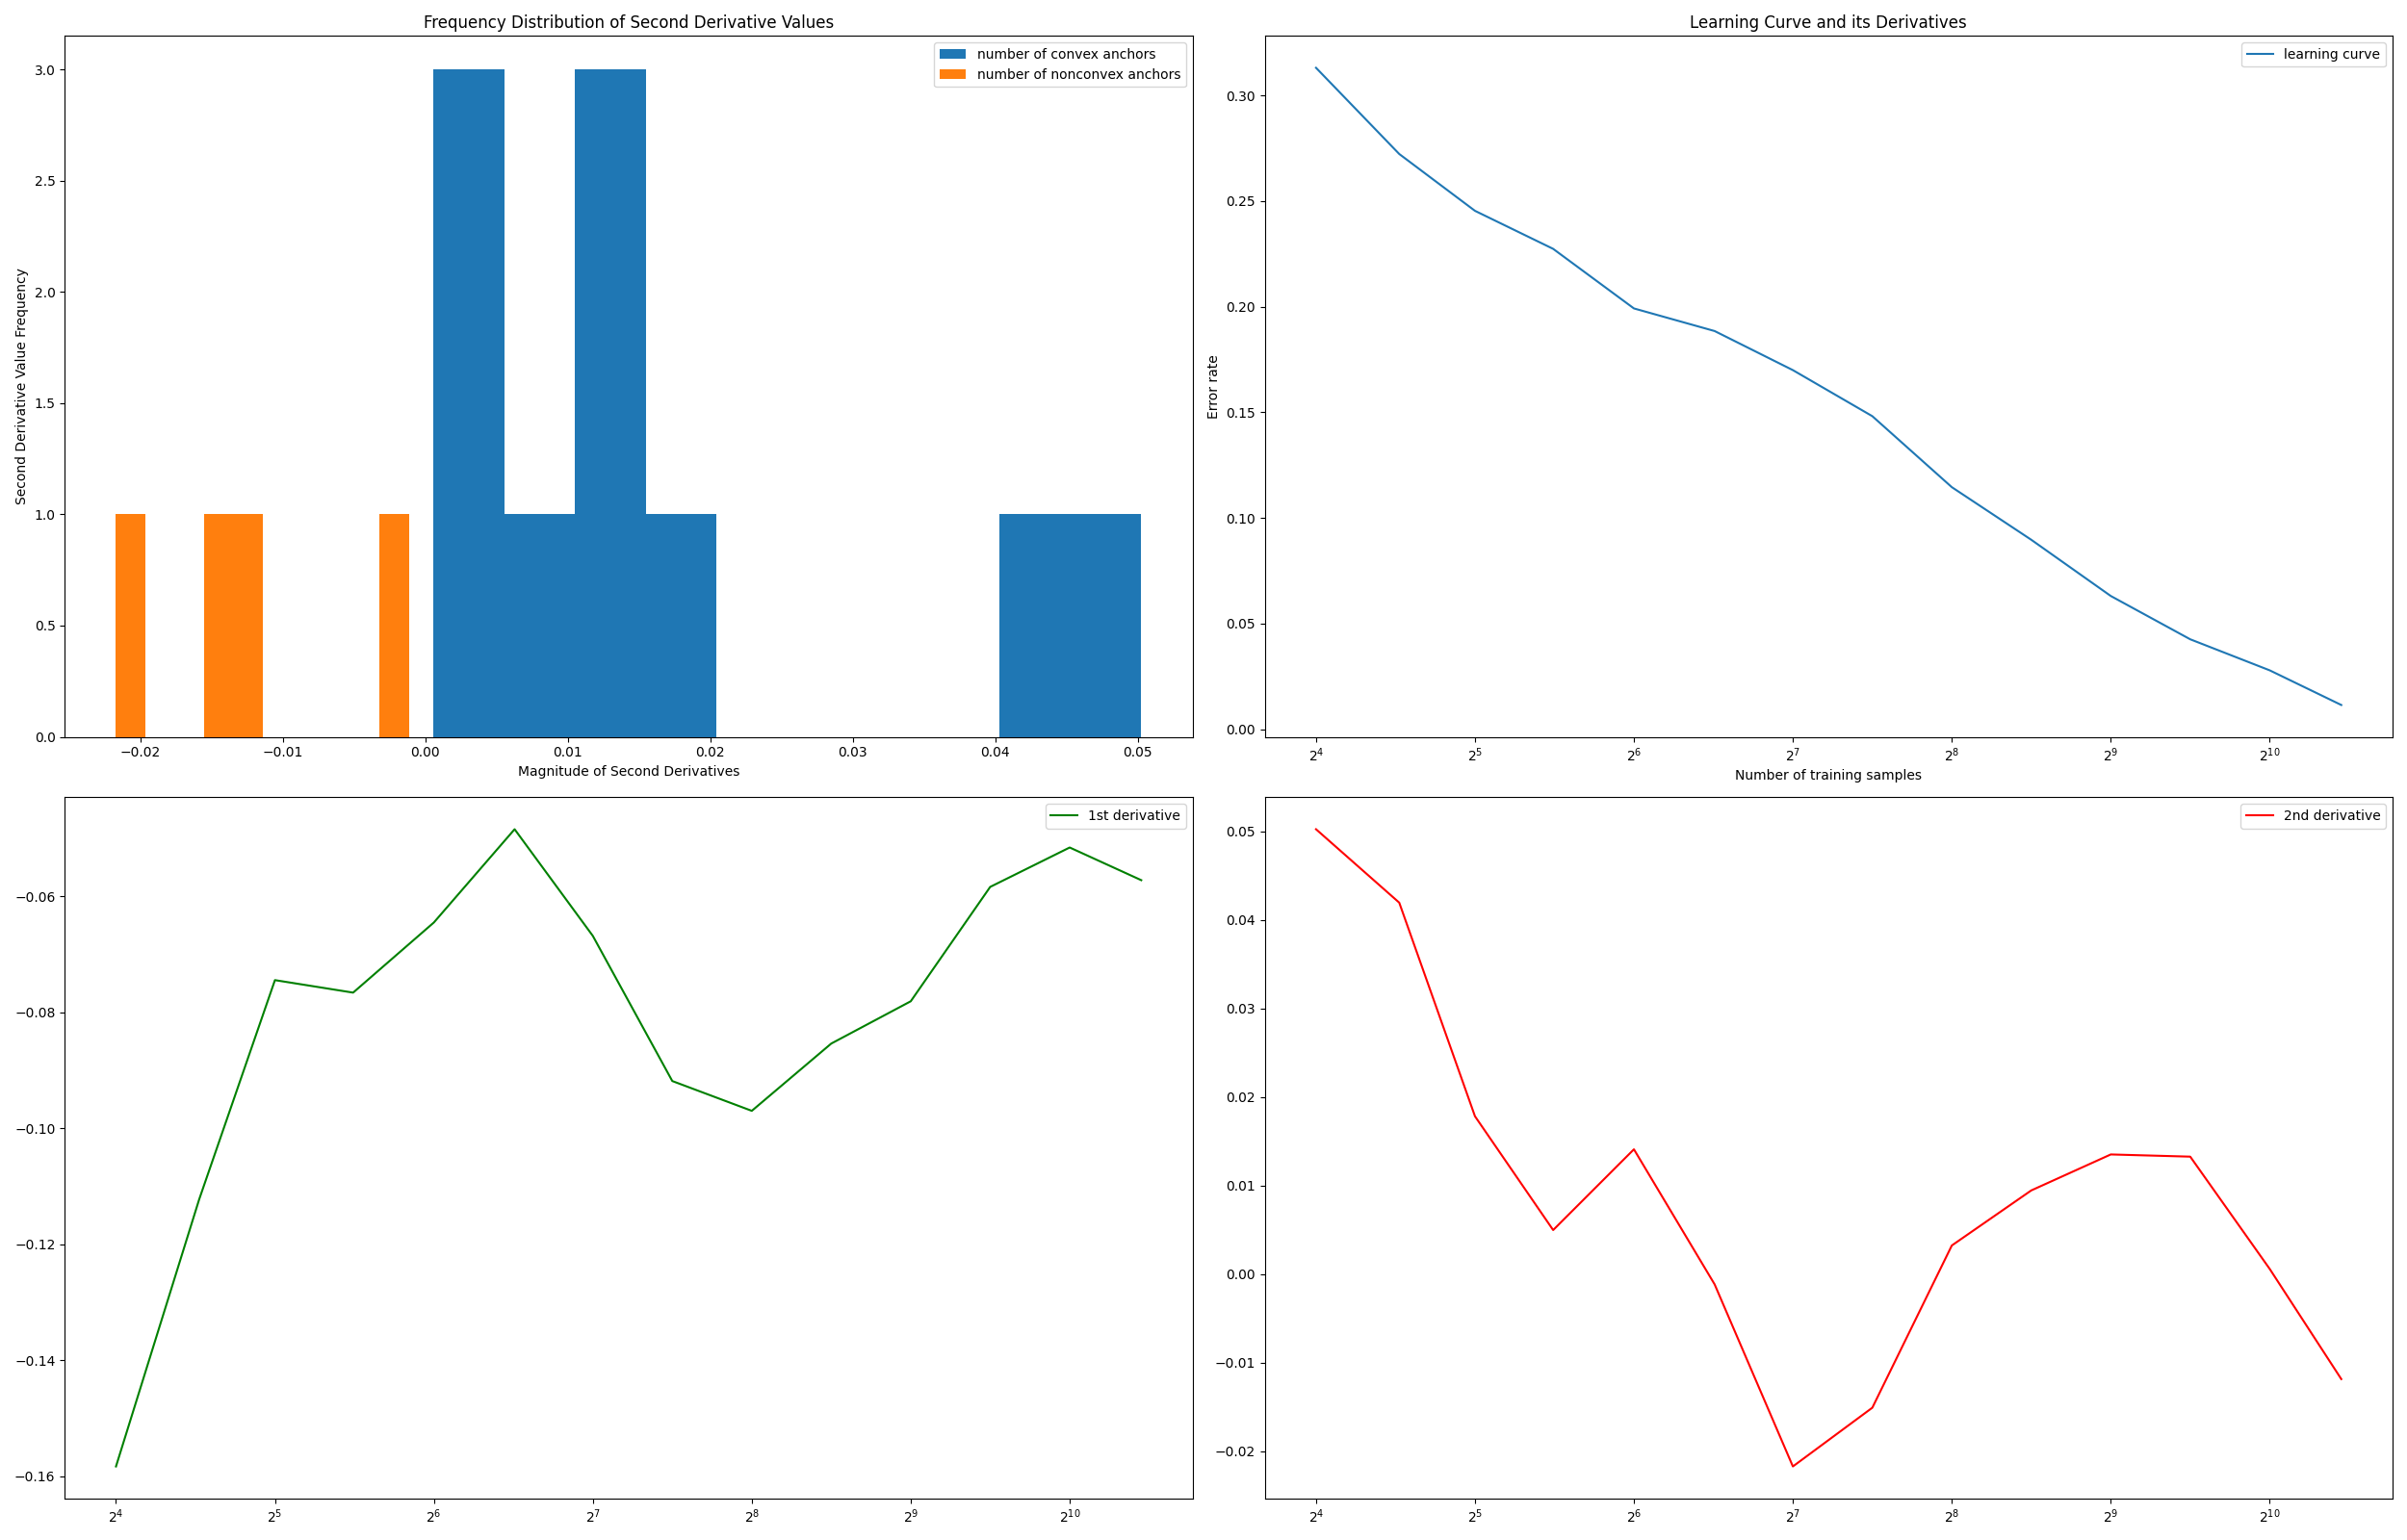 Frequency Distribution of Second Derivative Values
number of convex anchors
number of nonconvex anchors
3.0
2.5
2.0
1.5
1.0
0.5
0.0
Second Derivative Value Frequency
−0.02 −0.01 0.00 0.01 0.02 0.03 0.04 0.05
Magnitude of Second Derivatives
Learning Curve and its Derivatives
learning curve
0.30
0.25
0.20
0.15
0.10
0.05
0.00
Error rate
2⁴ 2⁵ 2⁶ 2⁷ 2⁸ 2⁹ 2¹⁰
Number of training samples
1st derivative
−0.06
−0.08
−0.10
−0.12
−0.14
−0.16
2⁴ 2⁵ 2⁶ 2⁷ 2⁸ 2⁹ 2¹⁰
2nd derivative
0.05
0.04
0.03
0.02
0.01
0.00
−0.01
−0.02
2⁴ 2⁵ 2⁶ 2⁷ 2⁸ 2⁹ 2¹⁰